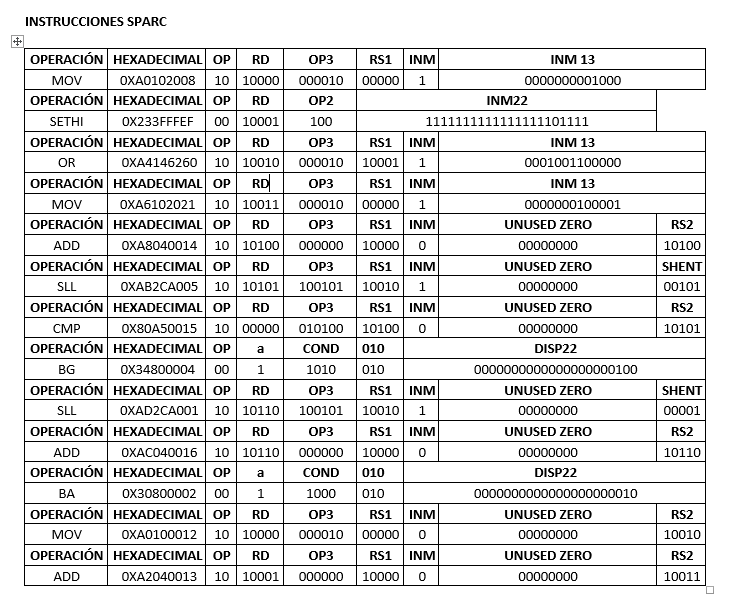 INSTRUCCIONES SPARC
OPERACIÓN HEXADECIMAL OP RD OP3 RS1 INM INM 13
MOV 0XA0102008 10 10000 000010 00000 1 0000000001000
OPERACIÓN HEXADECIMAL OP RD OP2 INM22
SETHI 0X233FFFEF 00 10001 100 1111111111111111101111
OPERACIÓN HEXADECIMAL OP RD OP3 RS1 INM INM 13
OR 0XA4146260 10 10010 000010 10001 1 0001001100000
OPERACIÓN HEXADECIMAL OP RD OP3 RS1 INM INM 13
MOV 0XA6102021 10 10011 000010 00000 1 0000000100001
OPERACIÓN HEXADECIMAL OP RD OP3 RS1 INM UNUSED ZERO RS2
ADD 0XA8040014 10 10100 000000 10000 0 00000000 10100
OPERACIÓN HEXADECIMAL OP RD OP3 RS1 INM UNUSED ZERO SHENT
SLL 0XAB2CA005 10 10101 100101 10010 1 00000000 00101
OPERACIÓN HEXADECIMAL OP RD OP3 RS1 INM UNUSED ZERO RS2
CMP 0X80A50015 10 00000 010100 10100 0 00000000 10101
OPERACIÓN HEXADECIMAL OP a COND 010 DISP22
BG 0X34800004 00 1 1010 010 0000000000000000000100
OPERACIÓN HEXADECIMAL OP RD OP3 RS1 INM UNUSED ZERO SHENT
SLL 0XAD2CA001 10 10110 100101 10010 1 00000000 00001
OPERACIÓN HEXADECIMAL OP RD OP3 RS1 INM UNUSED ZERO RS2
ADD 0XAC040016 10 10110 000000 10000 0 00000000 10110
OPERACIÓN HEXADECIMAL OP a COND 010 DISP22
BA 0X30800002 00 1 1000 010 0000000000000000000010
OPERACIÓN HEXADECIMAL OP RD OP3 RS1 INM UNUSED ZERO RS2
MOV 0XA0100012 10 10000 000010 00000 0 00000000 10010
OPERACIÓN HEXADECIMAL OP RD OP3 RS1 INM UNUSED ZERO RS2
ADD 0XA2040013 10 10001 000000 10000 0 00000000 10011